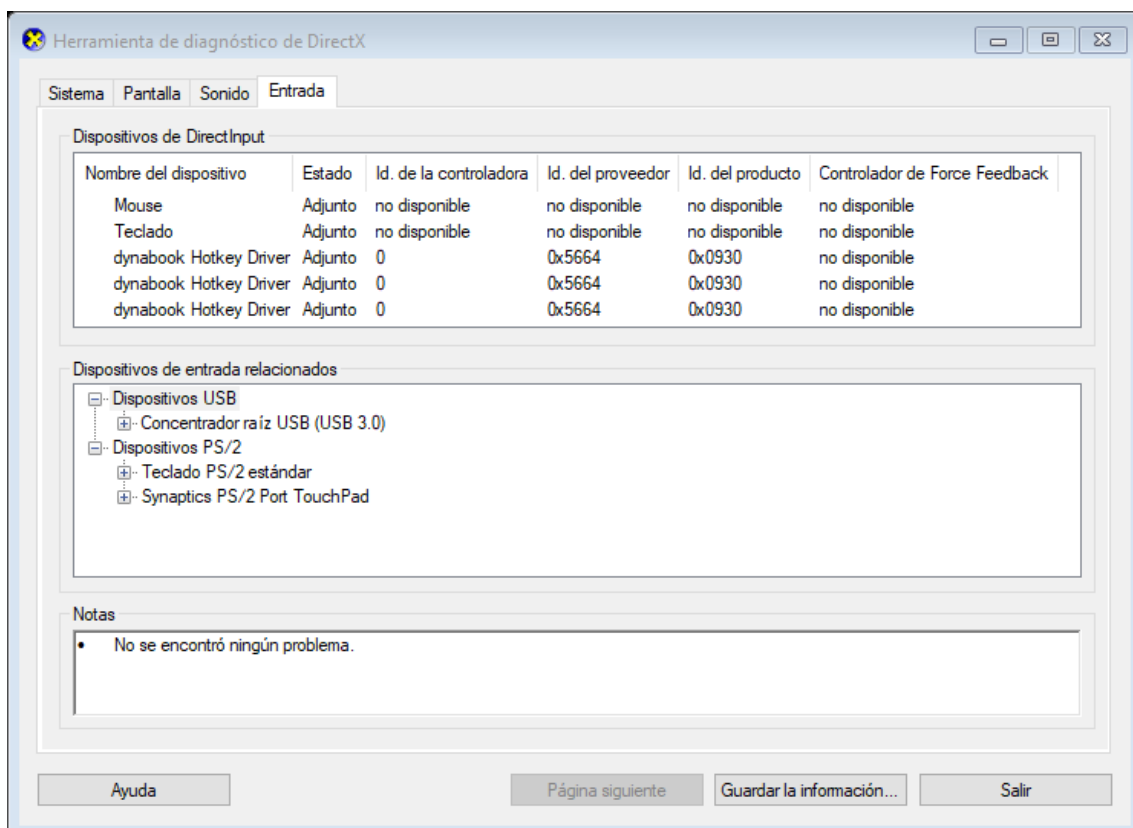 Herramienta de diagnóstico de DirectX
Sistema Pantalla Sonido Entrada
Dispositivos de DirectInput
Nombre del dispositivo Estado Id. de la controladora Id. del proveedor Id. del producto Controlador de Force Feedback
Mouse Adjunto no disponible no disponible no disponible no disponible
Teclado Adjunto no disponible no disponible no disponible no disponible
dynabook Hotkey Driver Adjunto 0 0x5664 0x0930 no disponible
dynabook Hotkey Driver Adjunto 0 0x5664 0x0930 no disponible
dynabook Hotkey Driver Adjunto 0 0x5664 0x0930 no disponible
Dispositivos de entrada relacionados
Dispositivos USB
Concentrador raíz USB (USB 3.0)
Dispositivos PS/2
Teclado PS/2 estándar
Synaptics PS/2 Port TouchPad
Notas
• No se encontró ningún problema.
Ayuda Página siguiente Guardar la información... Salir